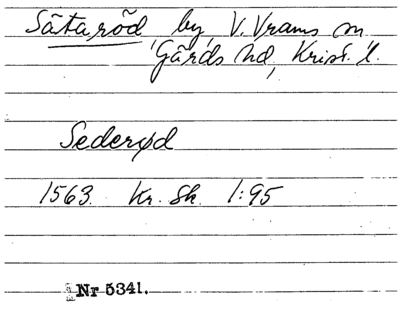 Sätaröd by, V. Vrams sn
Gärds hd, Krist. l.
Sederød
1563. Kr. Sk. 1:95
Nr 5341.